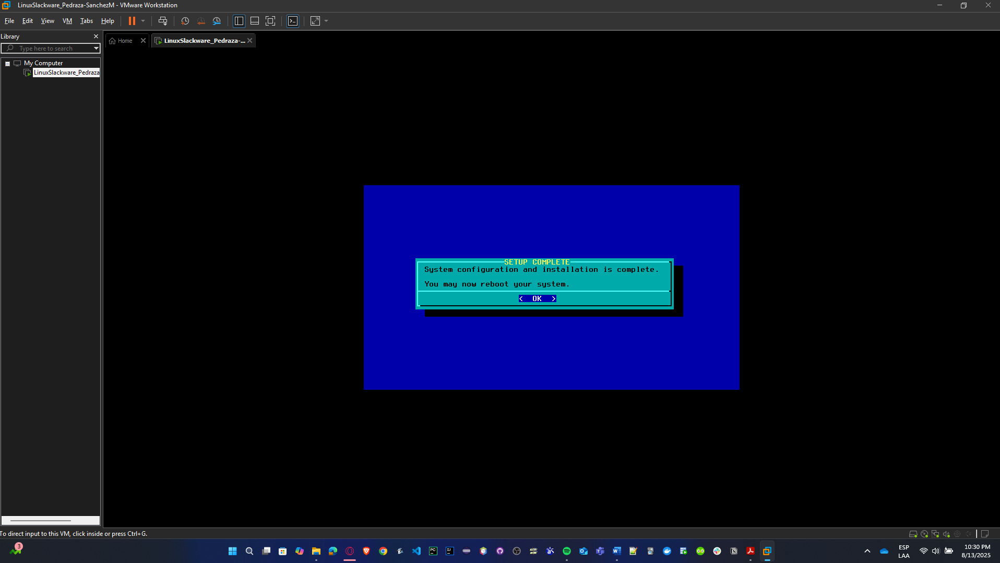 LinuxSlackware_Pedraza-SanchezM - VMware Workstation
File Edit View VM Tabs Help
Library
Home
LinuxSlackware_Pedraza-...
Type here to search
My Computer
LinuxSlackware_Pedraza
SETUP COMPLETE
System configuration and installation is complete.
You may now reboot your system.
< OK >
To direct input to this VM, click inside or press Ctrl+G.
3
ESP
LAA
10:30 PM
8/13/2025